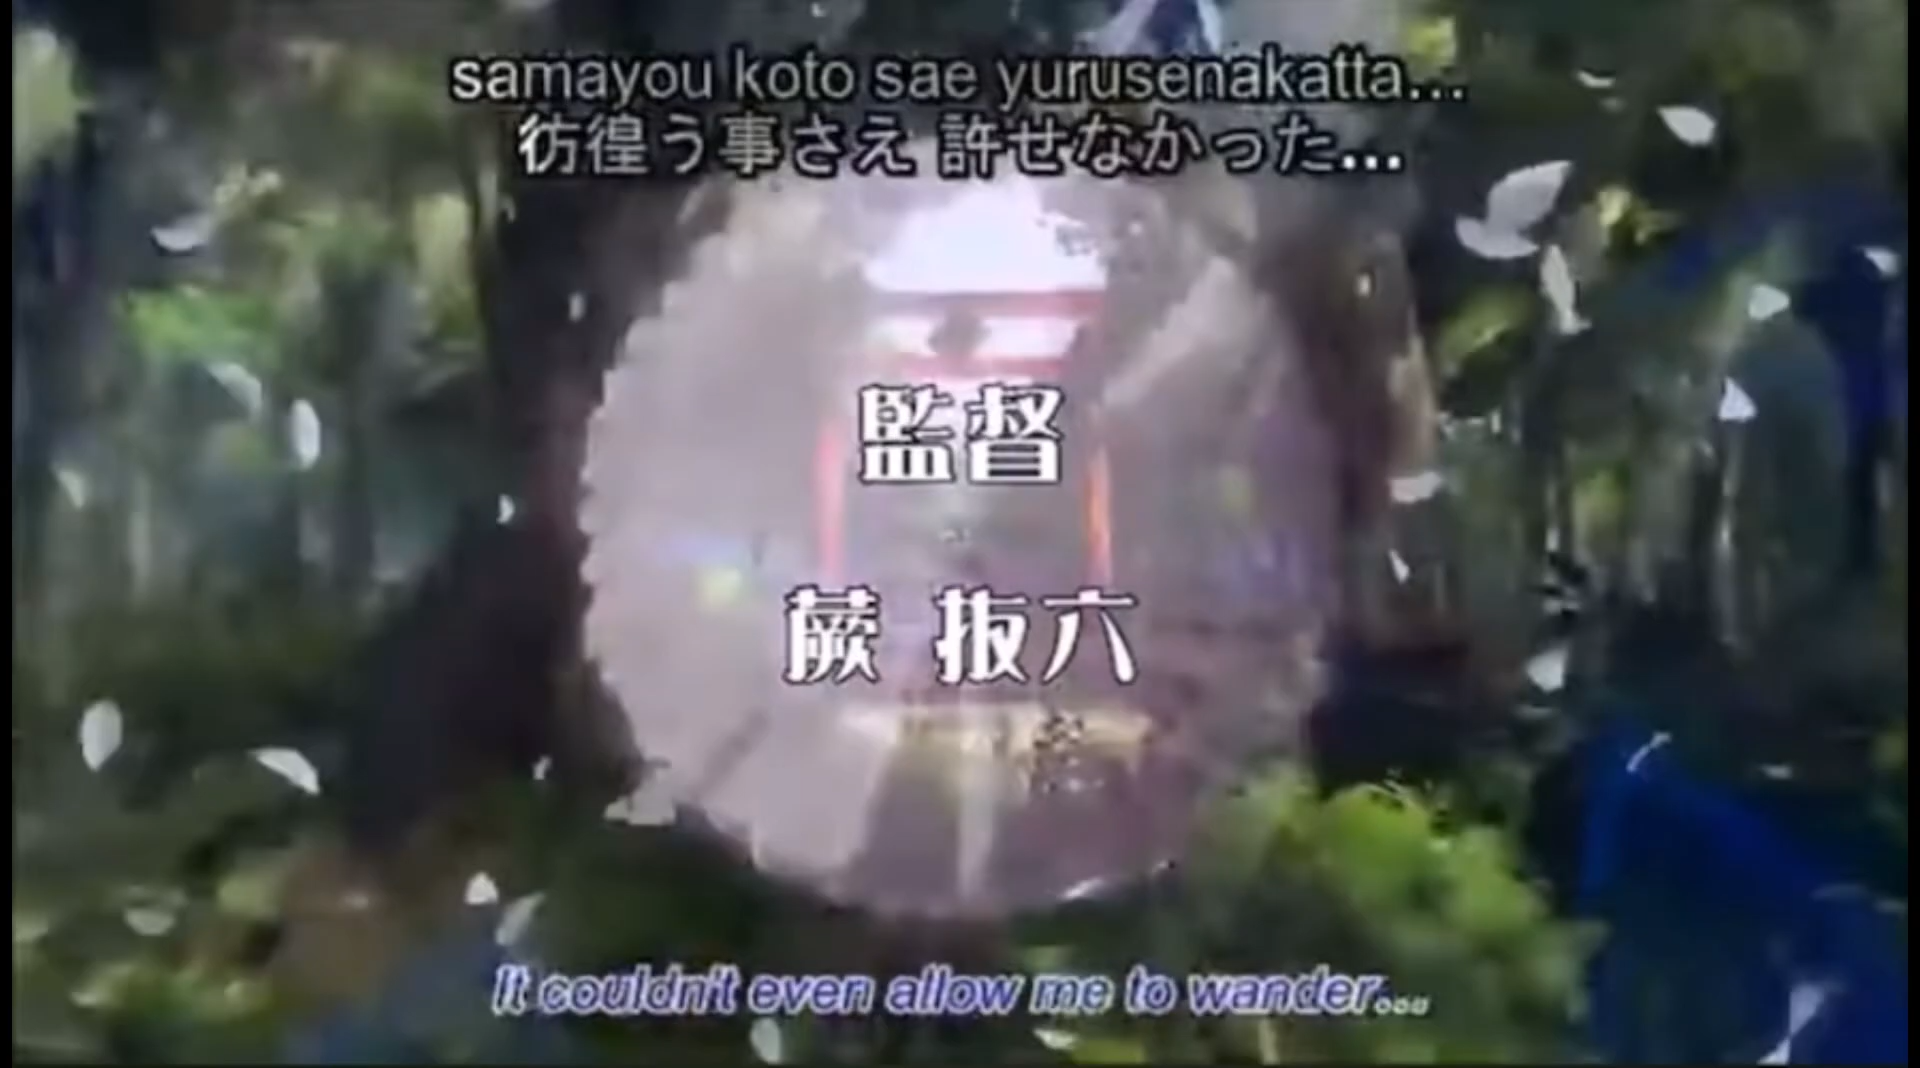 samayou koto sae yurusenakatta...
彷徨う事さえ 許せなかった...
監督
蕨 抜六
It couldn't even allow me to wander...